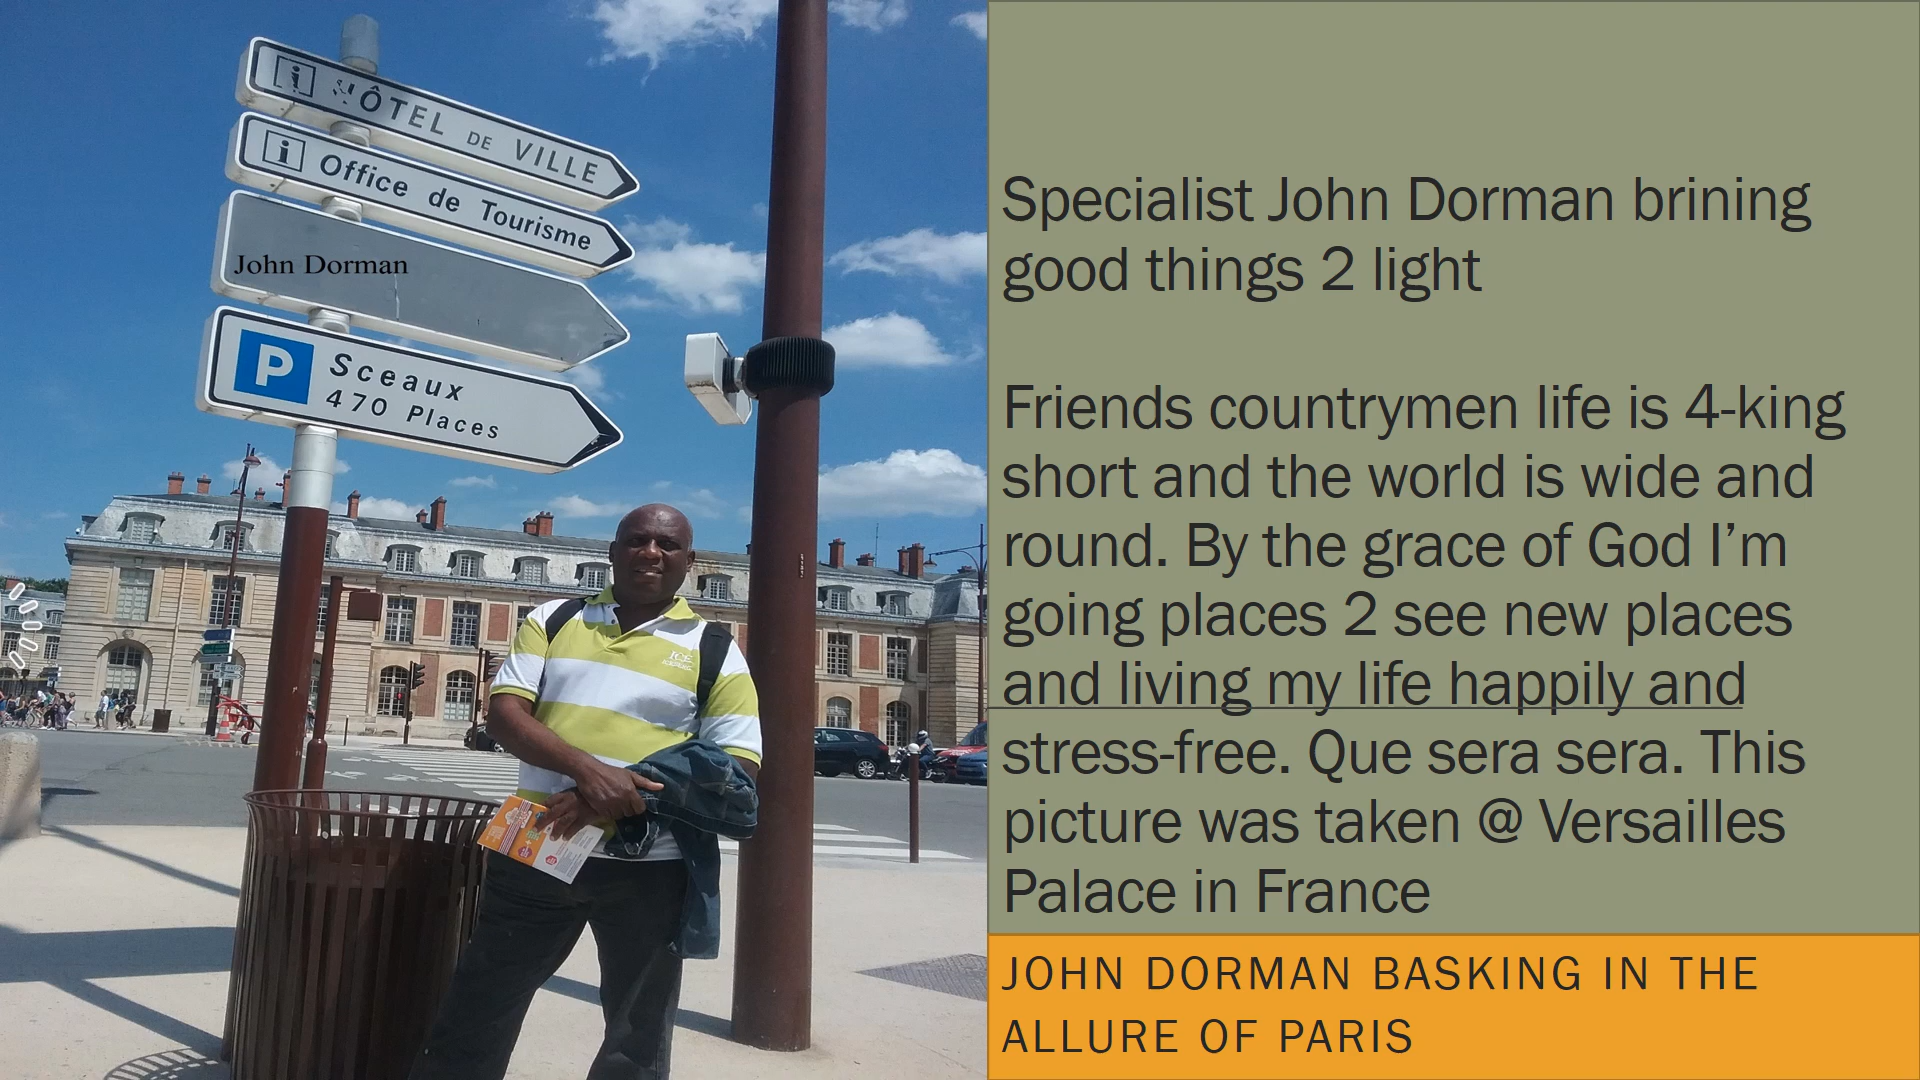 HÔTEL DE VILLE
Office de Tourisme
John Dorman
P Sceaux
470 Places
ICE
Specialist John Dorman brining
good things 2 light
Friends countrymen life is 4-king
short and the world is wide and
round. By the grace of God I’m
going places 2 see new places
and living my life happily and
stress-free. Que sera sera. This
picture was taken @ Versailles
Palace in France
JOHN DORMAN BASKING IN THE
ALLURE OF PARIS